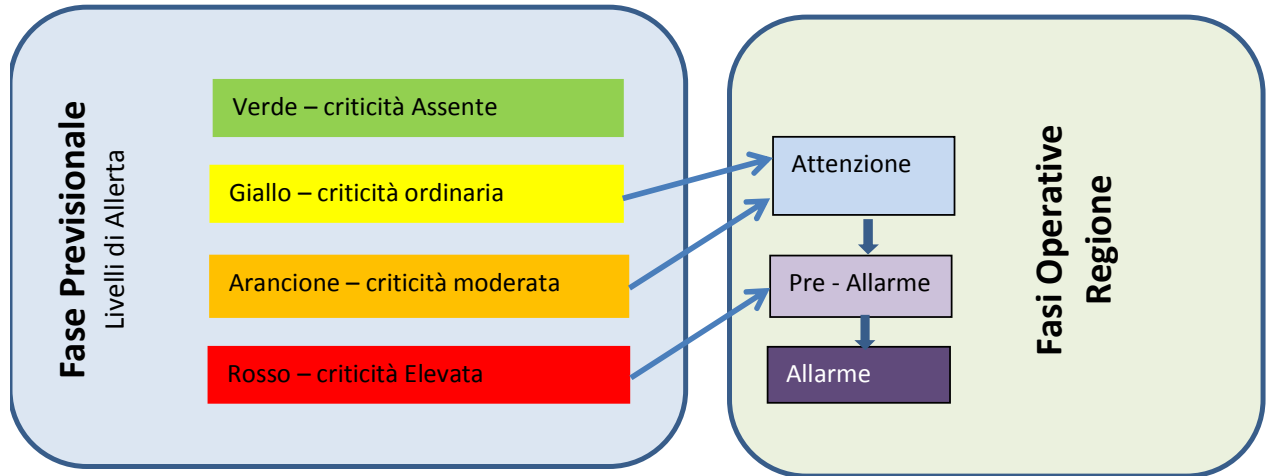 Fase Previsionale
Livelli di Allerta
Verde – criticità Assente
Giallo – criticità ordinaria
Arancione – criticità moderata
Rosso – criticità Elevata
Attenzione
Pre - Allarme
Allarme
Fasi Operative
Regione